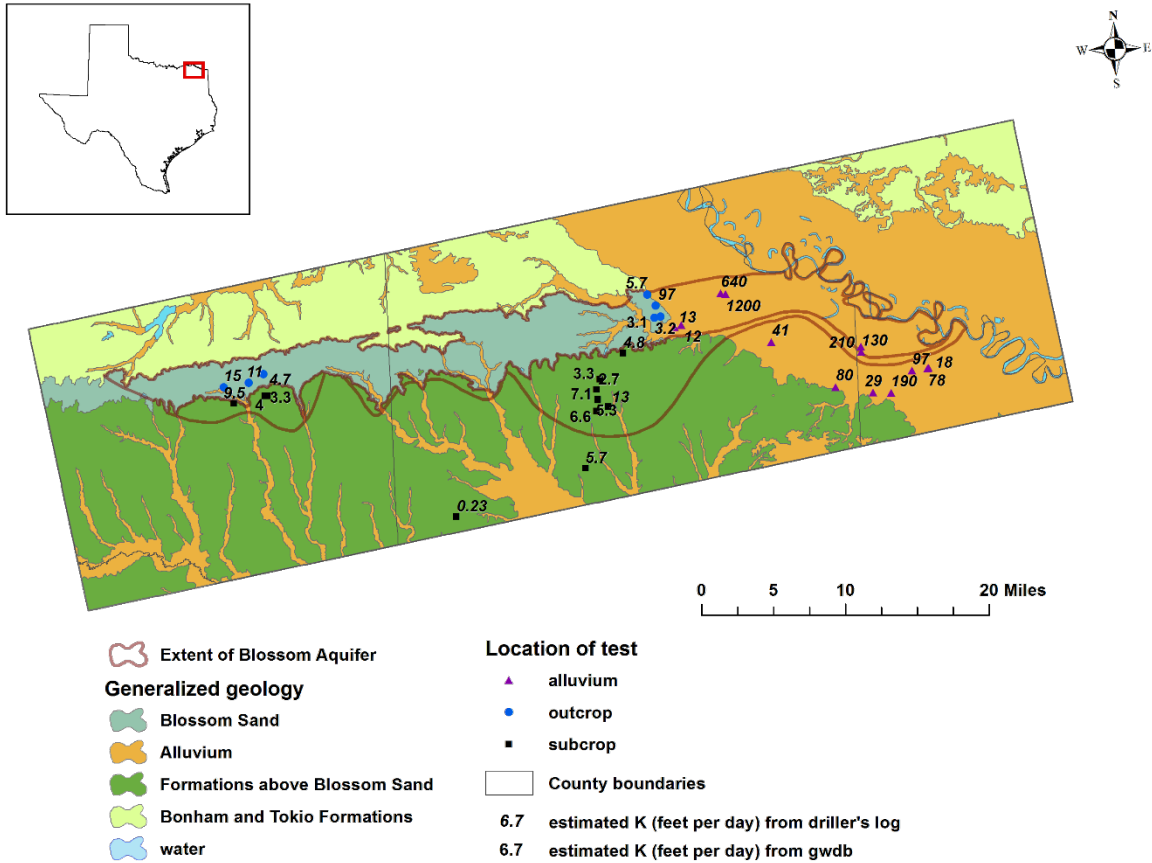 N
W E
S
5.7
97
640
1200
3.1
3.2
13
12
4.8
41
210
130
97
18
80
29
190
78
15
11
4.7
9.5
4
3.3
3.3
2.7
7.1
13
5.3
6.6
5.7
0.23
0 5 10 20 Miles
Extent of Blossom Aquifer
Generalized geology
Blossom Sand
Alluvium
Formations above Blossom Sand
Bonham and Tokio Formations
water
Location of test
alluvium
outcrop
subcrop
County boundaries
6.7 estimated K (feet per day) from driller's log
6.7 estimated K (feet per day) from gwdb